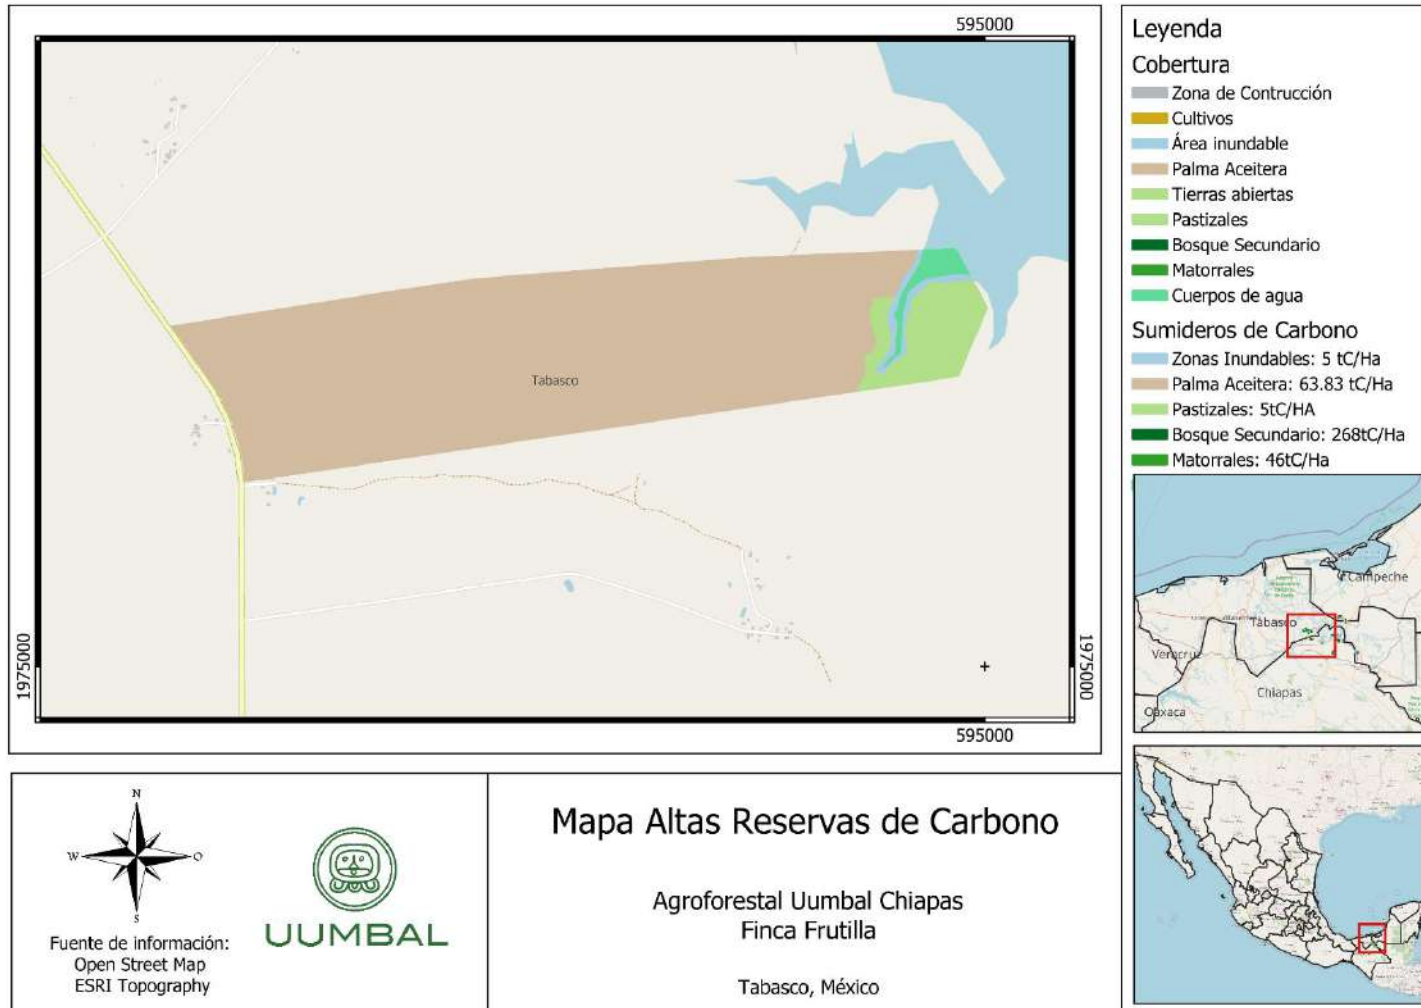 595000
Tabasco
1975000
1975000
595000
Leyenda
Cobertura
Zona de Contrucción
Cultivos
Área inundable
Palma Aceitera
Tierras abiertas
Pastizales
Bosque Secundario
Matorrales
Cuerpos de agua
Sumideros de Carbono
Zonas Inundables: 5 tC/Ha
Palma Aceitera: 63.83 tC/Ha
Pastizales: 5tC/HA
Bosque Secundario: 268tC/Ha
Matorrales: 46tC/Ha
Campeche
Tabasco
Veracruz
Chiapas
Oaxaca
N
W
O
S
Fuente de información:
Open Street Map
ESRI Topography
UUMBAL
Mapa Altas Reservas de Carbono
Agroforestal Uumbal Chiapas
Finca Frutilla
Tabasco, México